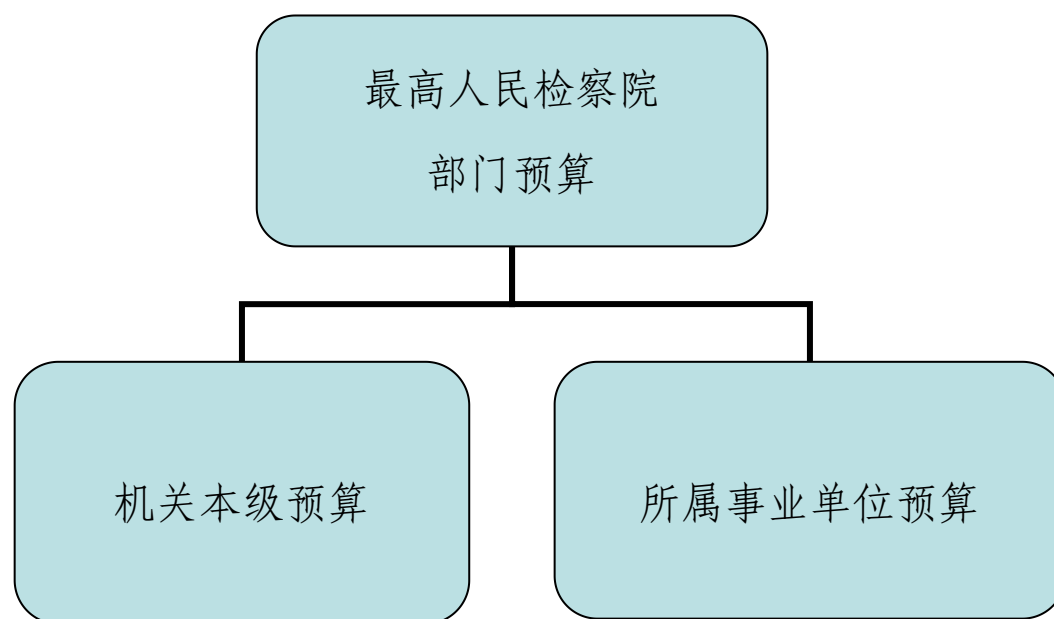 最高人民检察院
部门预算
机关本级预算
所属事业单位预算